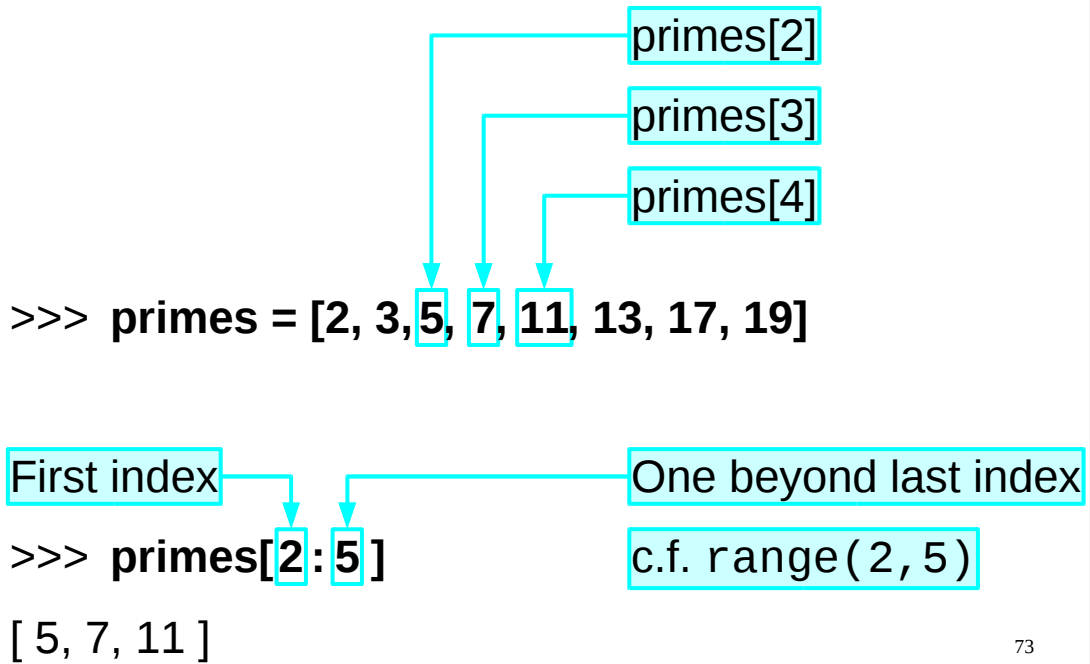 primes[2]
primes[3]
primes[4]
>>> primes = [2, 3, 5, 7, 11, 13, 17, 19]
First index One beyond last index
>>> primes[2:5 ] c.f. range(2,5)
[ 5, 7, 11 ]
73